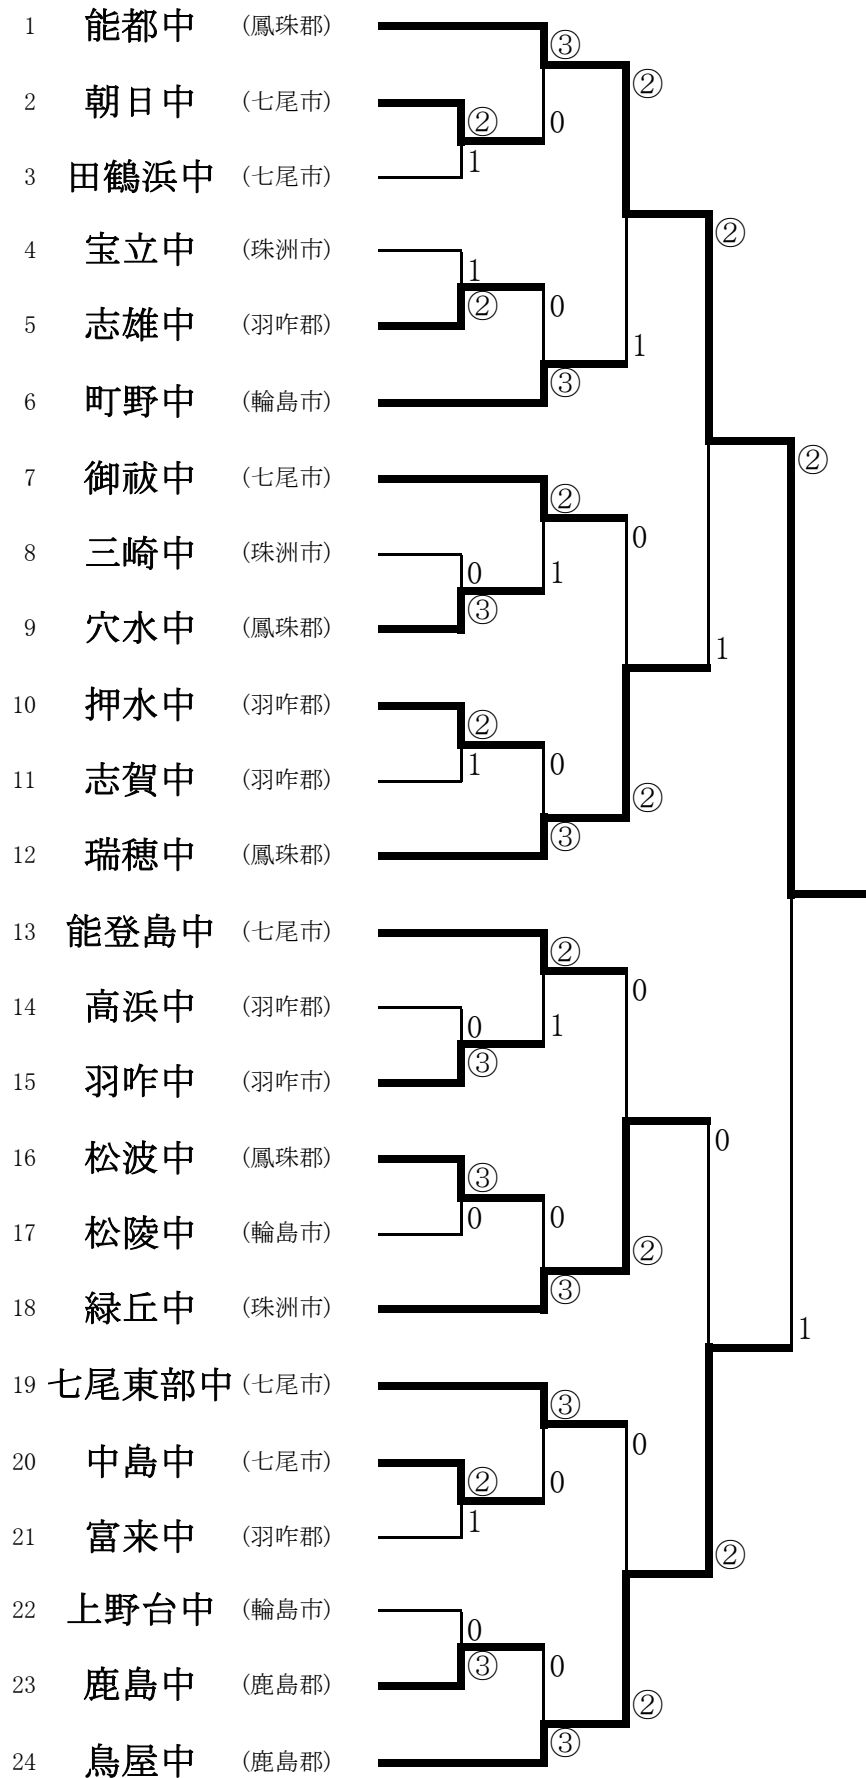 1 能都中 (鳳珠郡)
③
②
2 朝日中 (七尾市)
②
0
1
3 田鶴浜中 (七尾市)
②
4 宝立中 (珠洲市)
1
②
0
5 志雄中 (羽咋郡)
1
③
6 町野中 (輪島市)
②
7 御祓中 (七尾市)
②
0
8 三崎中 (珠洲市)
0
1
③
9 穴水中 (鳳珠郡)
1
10 押水中 (羽咋郡)
②
1
0
11 志賀中 (羽咋郡)
②
③
12 瑞穂中 (鳳珠郡)
13 能登島中 (七尾市)
②
0
14 高浜中 (羽咋郡)
0
1
③
15 羽咋中 (羽咋市)
0
16 松波中 (鳳珠郡)
③
0
0
17 松陵中 (輪島市)
②
③
18 緑丘中 (珠洲市)
1
19 七尾東部中 (七尾市)
③
0
20 中島中 (七尾市)
②
0
1
21 富来中 (羽咋郡)
②
22 上野台中 (輪島市)
0
③
0
23 鹿島中 (鹿島郡)
②
③
24 鳥屋中 (鹿島郡)